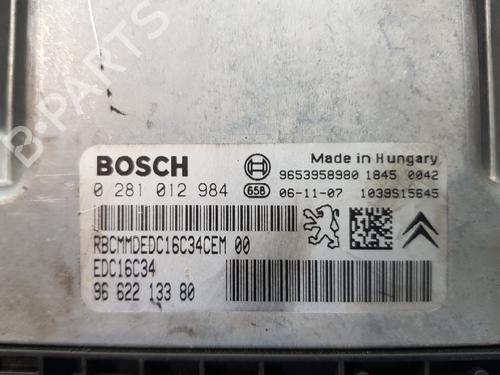 B-PARTS
BOSCH
Made in Hungary
9653958980 1845 0042
0 281 012 984
65B
06-11-07
1039S15645
RBCMMDEDC16C34CEM 00
EDC16C34
96 622 133 80